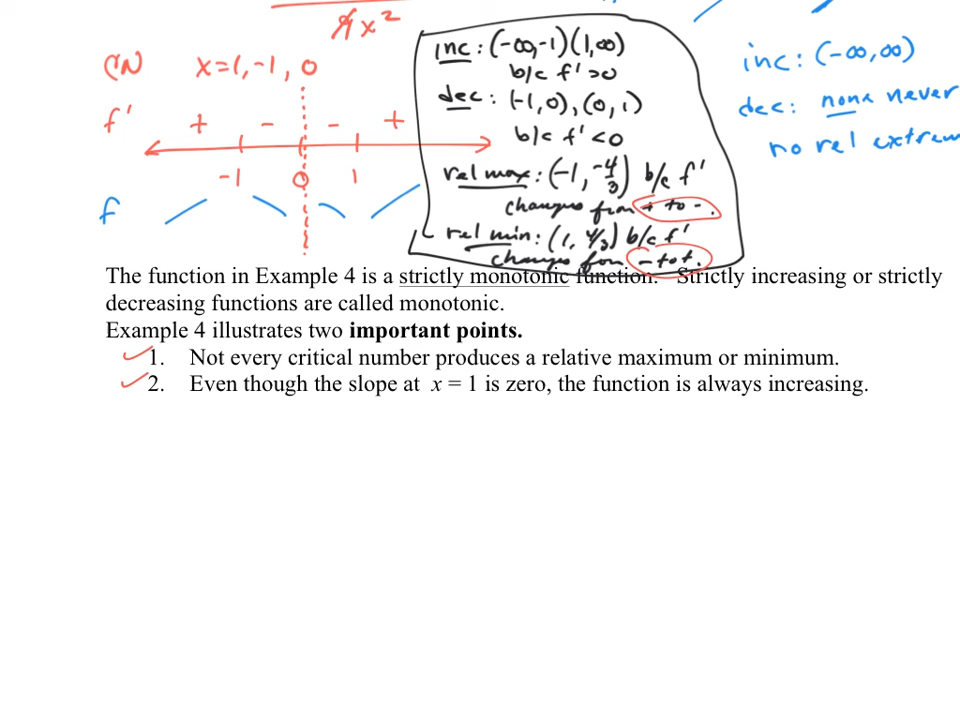 9x²
CN x=1,-1, 0
f' + - - +
-1 0 1
f
inc: (-∞,-1)(1,∞)
b/c f'>0
dec: (-1,0),(0,1)
b/c f'<0
rel max: (-1,-4/3) b/c f'
changes from + to -.
rel min: (1, 4/3) b/c f'
changes from - to +.
inc: (-∞,∞)
dec: none never
no rel extrem
The function in Example 4 is a strictly monotonic function. Strictly increasing or strictly
decreasing functions are called monotonic.
Example 4 illustrates two important points.
1. Not every critical number produces a relative maximum or minimum.
2. Even though the slope at x = 1 is zero, the function is always increasing.